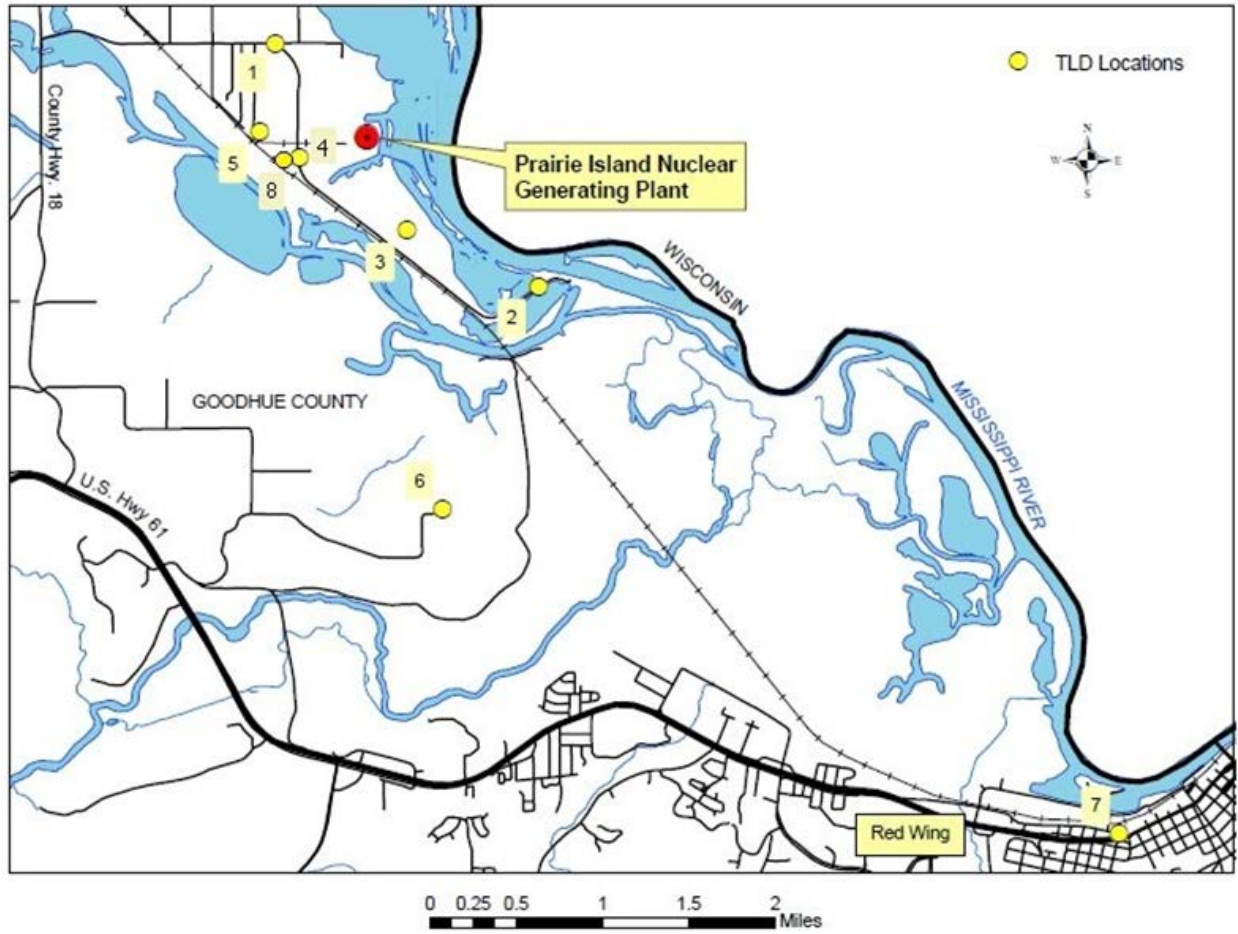 TLD Locations
1
County Hwy. 18
4
N
W E
S
5
Prairie Island Nuclear
Generating Plant
8
3
WISCONSIN
2
GOODHUE COUNTY
MISSISSIPPI RIVER
6
U.S. Hwy 61
7
Red Wing
0 0.25 0.5 1 1.5 2
Miles